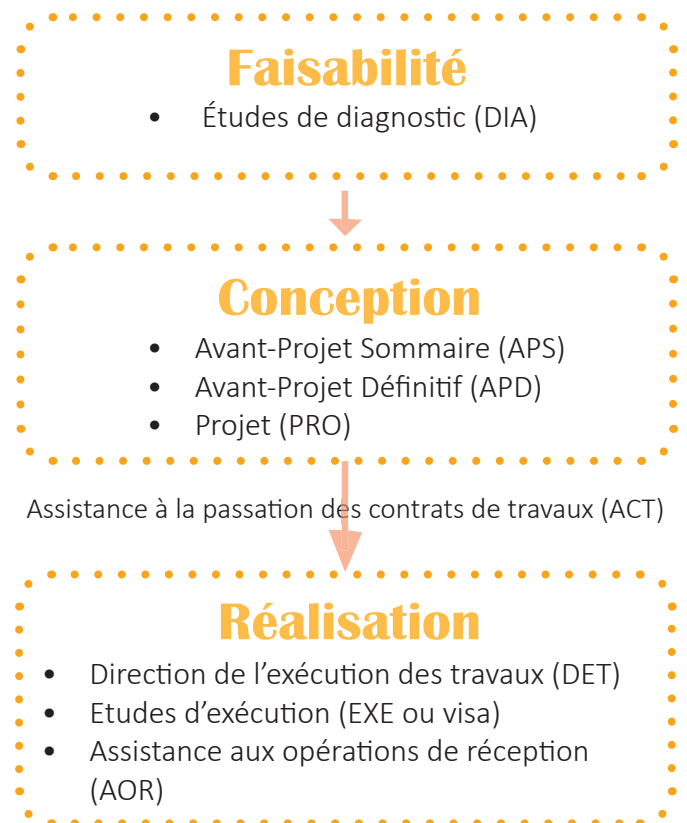 Faisabilité
• Études de diagnostic (DIA)
Conception
• Avant-Projet Sommaire (APS)
• Avant-Projet Définitif (APD)
• Projet (PRO)
Assistance à la passation des contrats de travaux (ACT)
Réalisation
• Direction de l’exécution des travaux (DET)
• Etudes d’exécution (EXE ou visa)
• Assistance aux opérations de réception
(AOR)